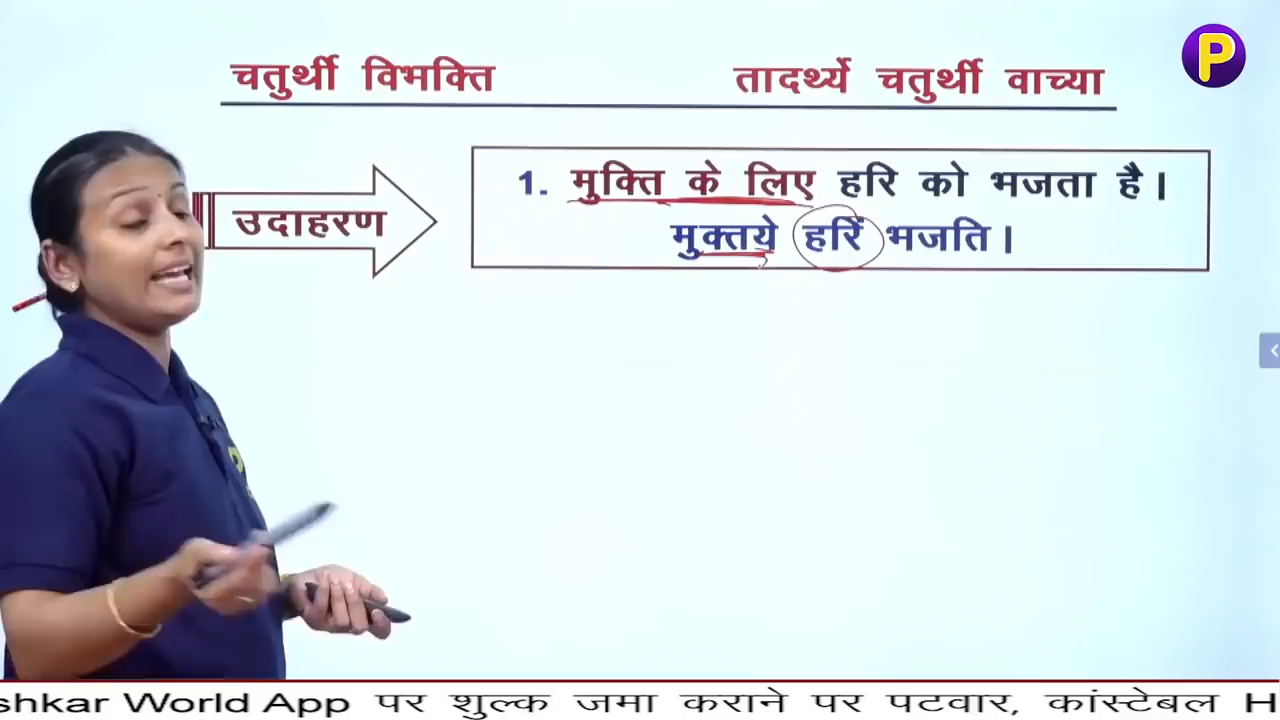 चतुर्थी विभक्ति
तादर्थ्ये चतुर्थी वाच्या
P
उदाहरण
1. मुक्ति के लिए हरि को भजता है।
मुक्तये हरिं भजति।
shkar World App पर शुल्क जमा कराने पर पटवार, कांस्टेबल H